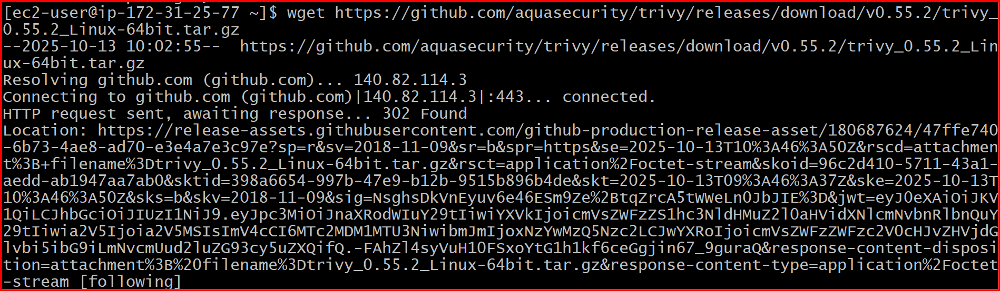 [ec2-user@ip-172-31-25-77 ~]$ wget https://github.com/aquasecurity/trivy/releases/download/v0.55.2/trivy_
0.55.2_Linux-64bit.tar.gz
--2025-10-13 10:02:55--  https://github.com/aquasecurity/trivy/releases/download/v0.55.2/trivy_0.55.2_Lin
ux-64bit.tar.gz
Resolving github.com (github.com)... 140.82.114.3
Connecting to github.com (github.com)|140.82.114.3|:443... connected.
HTTP request sent, awaiting response... 302 Found
Location: https://release-assets.githubusercontent.com/github-production-release-asset/180687624/47ffe740
-6b73-4ae8-ad70-e3e4a7e3c97e?sp=r&sv=2018-11-09&sr=b&spr=https&se=2025-10-13T10%3A46%3A50Z&rscd=attachmen
t%3B+filename%3Dtrivy_0.55.2_Linux-64bit.tar.gz&rsct=application%2Foctet-stream&skoid=96c2d410-5711-43a1-
aedd-ab1947aa7ab0&sktid=398a6654-997b-47e9-b12b-9515b896b4de&skt=2025-10-13T09%3A46%3A37Z&ske=2025-10-13T
10%3A46%3A50Z&sks=b&skv=2018-11-09&sig=NsghsDkVnEyuv6e46ESm9Ze%2BtqZrcA5tWWeLn0JbJIE%3D&jwt=eyJ0eXAiOiJKV
1QiLCJhbGciOiJIUzI1NiJ9.eyJpc3MiOiJnaXRodWIuY29tIiwiYXVkIjoicmVsZWFzZS1hc3NldHMuZ2l0aHVidXNlcmNvbnRlbnQuY
29tIiwia2V5Ijoia2V5MSIsImV4cCI6MTc2MDM1MTU3NiwibmJmIjoxNzYwMzQ5Nzc2LCJwYXRoIjoicmVsZWFzZWFzc2V0cHJvZHVjdG
lvbi5ibG9iLmNvcmUud2luZG93cy5uZXQifQ.-FAhZl4syVuH10FSxoYtG1h1kf6ceGgjin67_9guraQ&response-content-disposi
tion=attachment%3B%20filename%3Dtrivy_0.55.2_Linux-64bit.tar.gz&response-content-type=application%2Foctet
-stream [following]